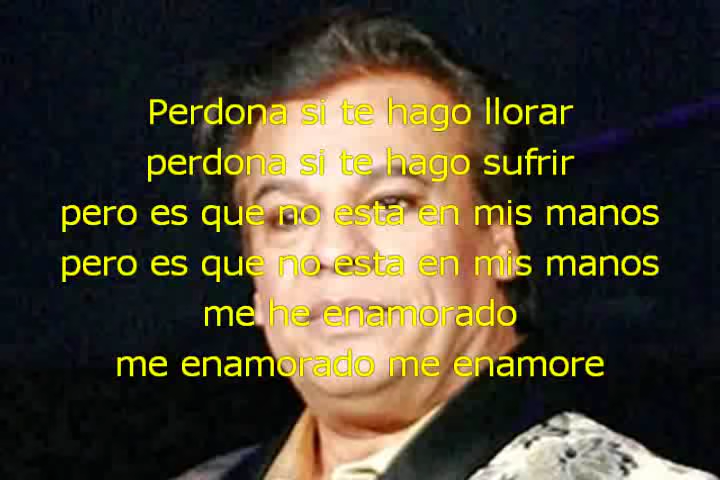 Perdona si te hago llorar
perdona si te hago sufrir
pero es que no esta en mis manos
pero es que no esta en mis manos
me he enamorado
me enamorado me enamore